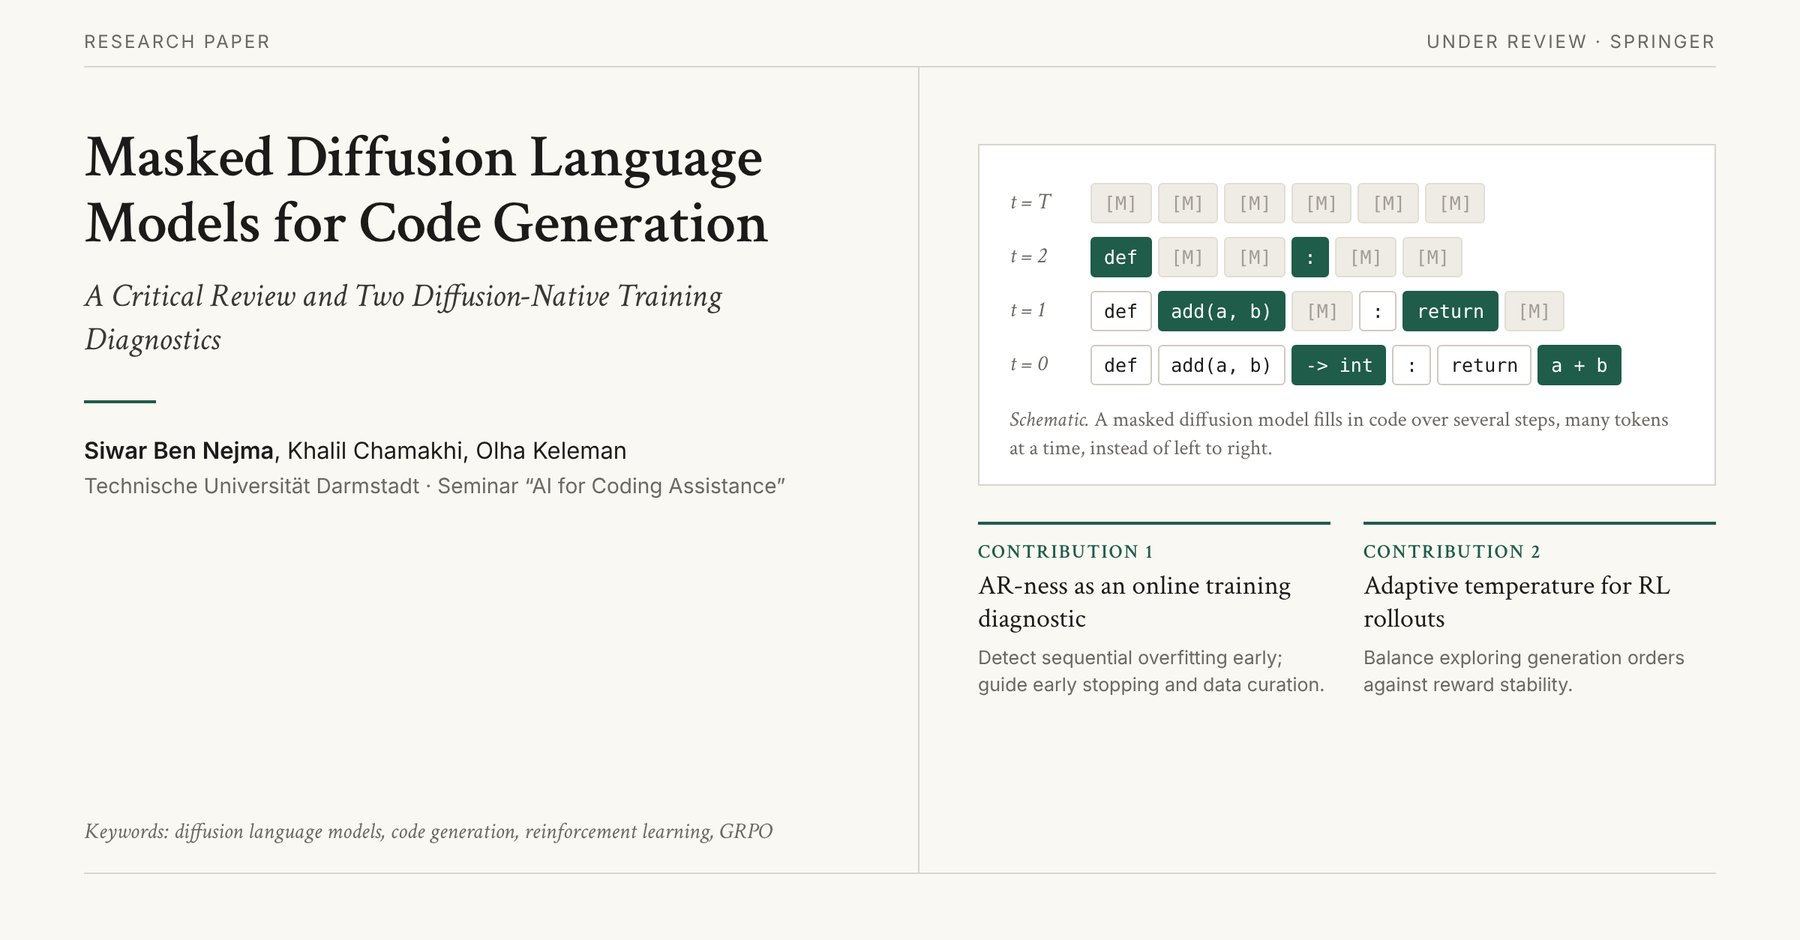 RESEARCH PAPER
UNDER REVIEW · SPRINGER
Masked Diffusion Language
Models for Code Generation
A Critical Review and Two Diffusion-Native Training
Diagnostics
Siwar Ben Nejma, Khalil Chamakhi, Olha Keleman
Technische Universität Darmstadt · Seminar “AI for Coding Assistance”
Keywords: diffusion language models, code generation, reinforcement learning, GRPO
t = T [M] [M] [M] [M] [M] [M]
t = 2 def [M] [M] : [M] [M]
t = 1 def add(a, b) [M] : return [M]
t = 0 def add(a, b) -> int : return a + b
Schematic. A masked diffusion model fills in code over several steps, many tokens
at a time, instead of left to right.
CONTRIBUTION 1
AR-ness as an online training
diagnostic
Detect sequential overfitting early;
guide early stopping and data curation.
CONTRIBUTION 2
Adaptive temperature for RL
rollouts
Balance exploring generation orders
against reward stability.